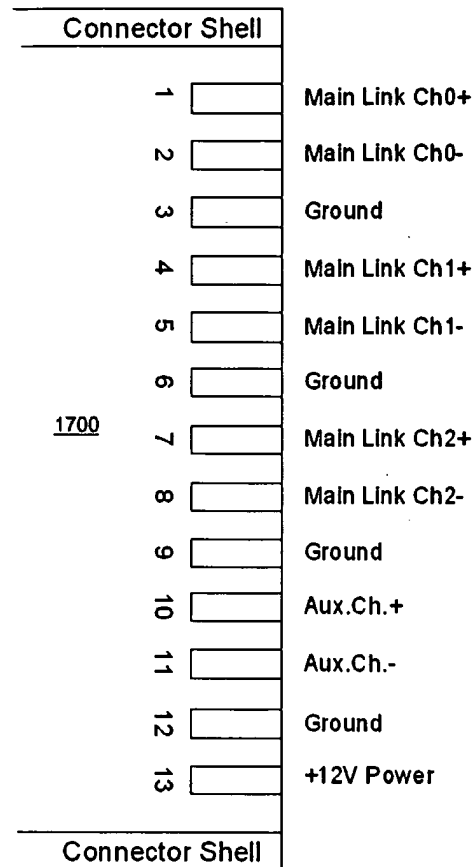 Connector Shell
1 Main Link Ch0+
2 Main Link Ch0-
3 Ground
4 Main Link Ch1+
5 Main Link Ch1-
6 Ground
1700
7 Main Link Ch2+
8 Main Link Ch2-
9 Ground
10 Aux.Ch.+
11 Aux.Ch.-
12 Ground
13 +12V Power
Connector Shell